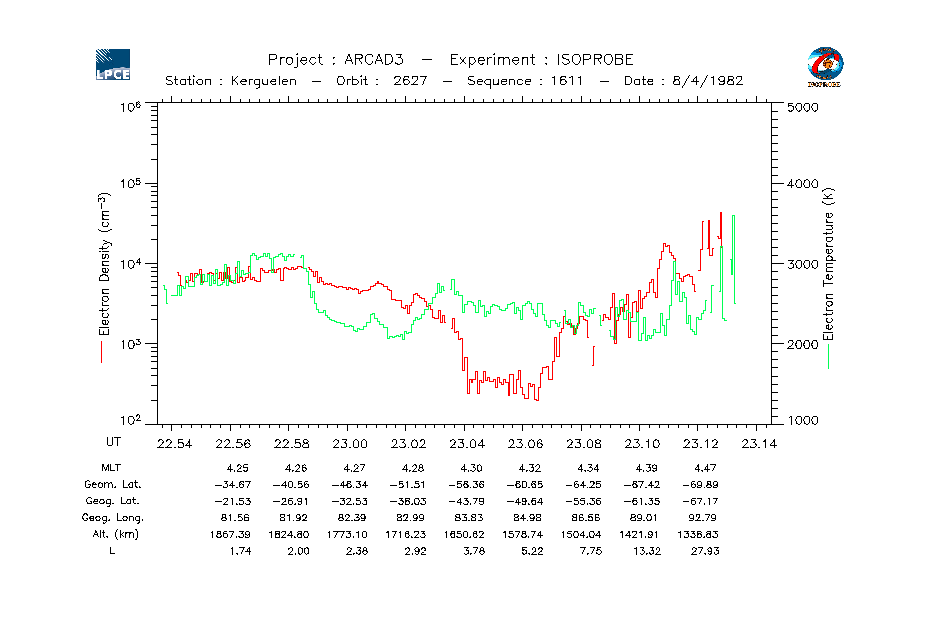 LPCE
Project : ARCAD3 − Experiment : ISOPROBE
Station : Kerguelen − Orbit : 2627 − Sequence : 1611 − Date : 8/4/1982
ISOPROBE
10⁶ 5000
10⁵ 4000
10⁴ 3000
10³ 2000
10² 1000
Electron Density (cm⁻³)
Electron Temperature (K)
UT 22.54 22.56 22.58 23.00 23.02 23.04 23.06 23.08 23.10 23.12 23.14
MLT 4.25 4.26 4.27 4.28 4.30 4.32 4.34 4.39 4.47
Geom. Lat. −34.67 −40.56 −46.34 −51.51 −56.36 −60.65 −64.25 −67.42 −69.89
Geog. Lat. −21.53 −26.91 −32.53 −38.03 −43.79 −49.64 −55.36 −61.35 −67.17
Geog. Long. 81.56 81.92 82.39 82.99 83.83 84.98 86.56 89.01 92.79
Alt. (km) 1867.39 1824.80 1773.10 1716.23 1650.62 1578.74 1504.04 1421.91 1338.83
L 1.74 2.00 2.38 2.92 3.78 5.22 7.75 13.32 27.93